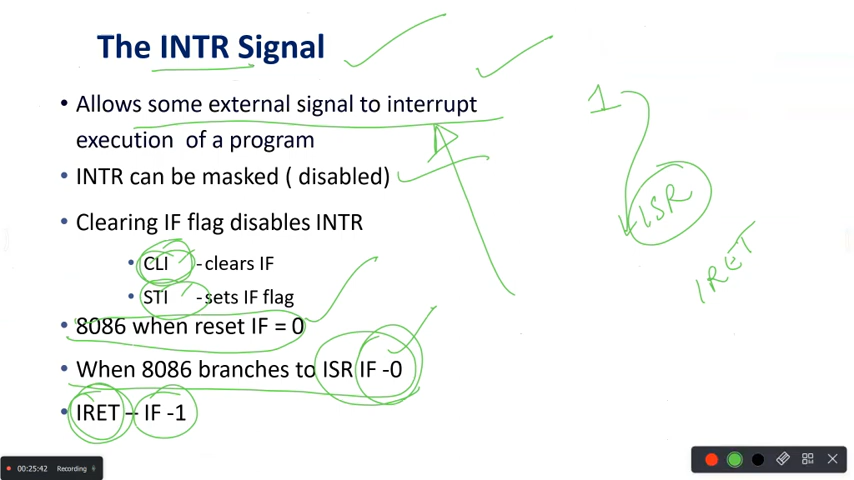 The INTR Signal
• Allows some external signal to interrupt
execution of a program
• INTR can be masked ( disabled)
• Clearing IF flag disables INTR
• CLI -clears IF
• STI -sets IF flag
• 8086 when reset IF = 0
• When 8086 branches to ISR IF -0
• IRET – IF -1
1
ISR
IRET
00:25:42 Recording